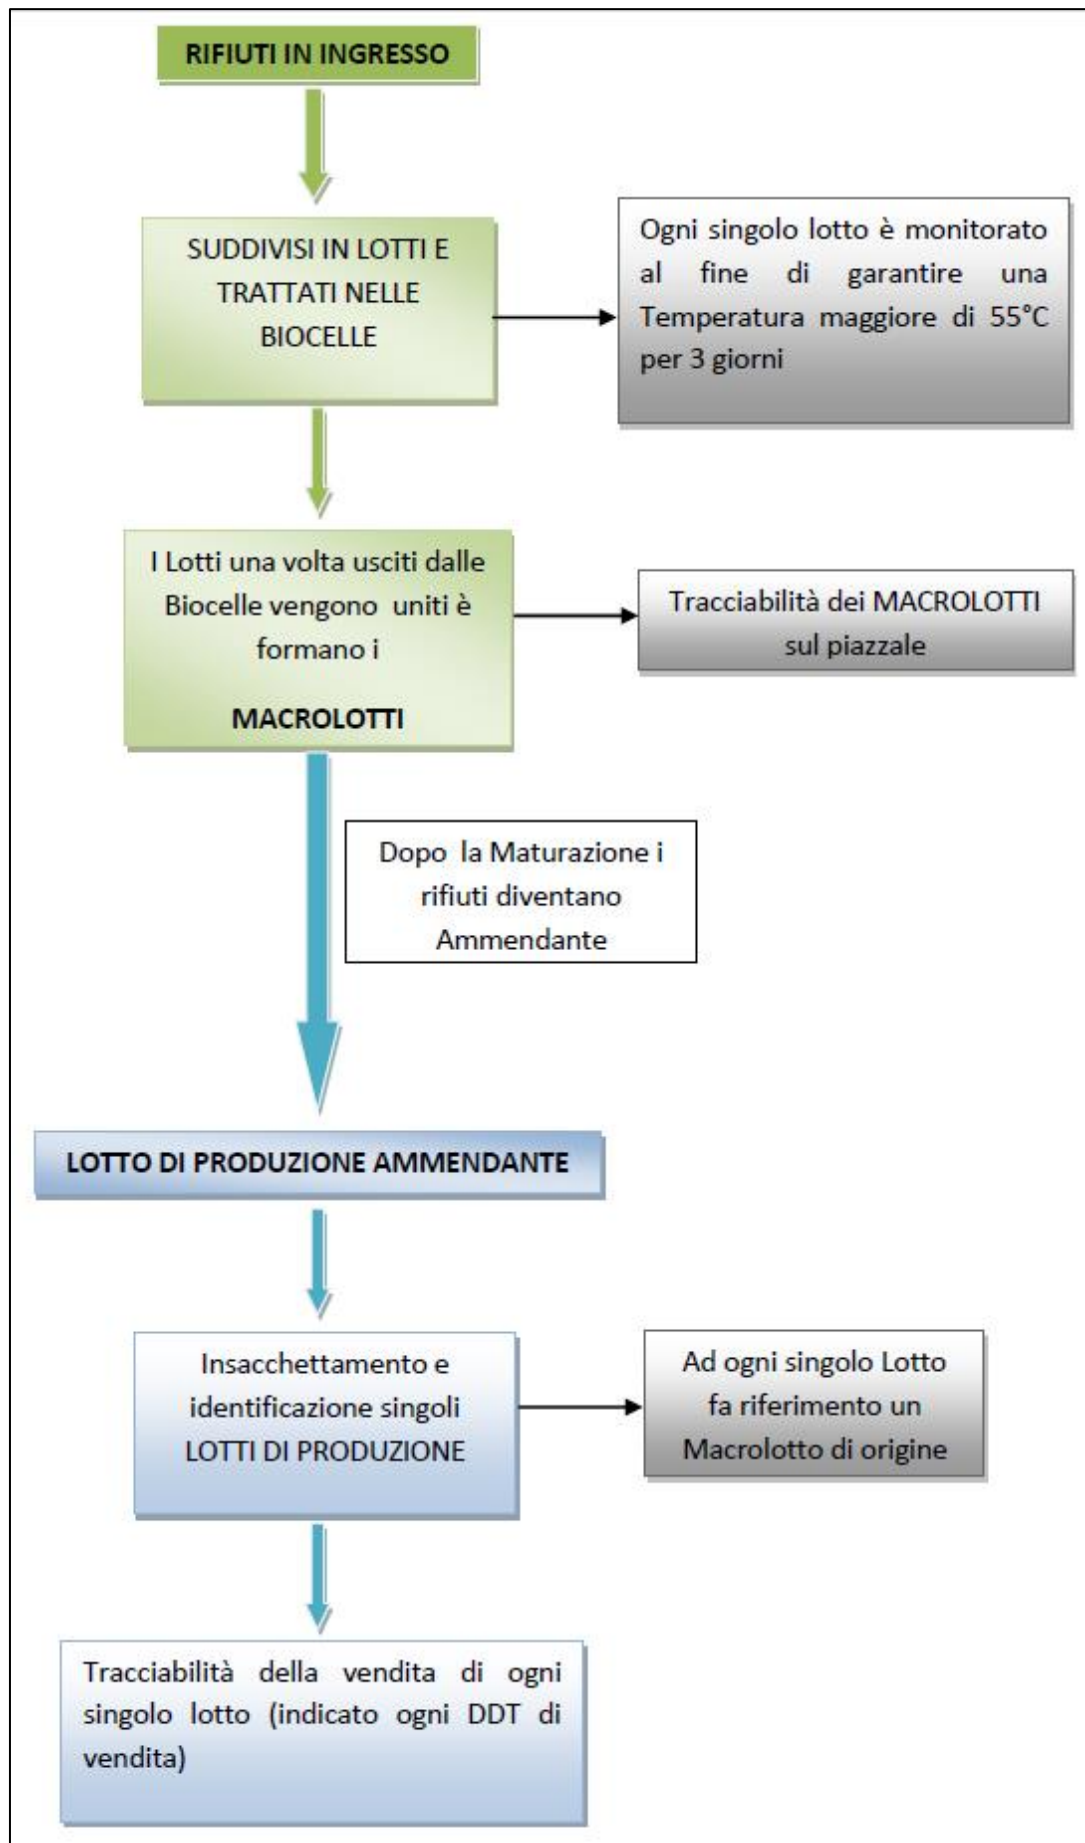 RIFIUTI IN INGRESSO
SUDDIVISI IN LOTTI E
TRATTATI NELLE
BIOCELLE
Ogni singolo lotto è monitorato
al fine di garantire una
Temperatura maggiore di 55°C
per 3 giorni
I Lotti una volta usciti dalle
Biocelle vengono uniti è
formano i
MACROLOTTI
Tracciabilità dei MACROLOTTI
sul piazzale
Dopo la Maturazione i
rifiuti diventano
Ammendante
LOTTO DI PRODUZIONE AMMENDANTE
Insacchettamento e
identificazione singoli
LOTTI DI PRODUZIONE
Ad ogni singolo Lotto
fa riferimento un
Macrolotto di origine
Tracciabilità della vendita di ogni
singolo lotto (indicato ogni DDT di
vendita)